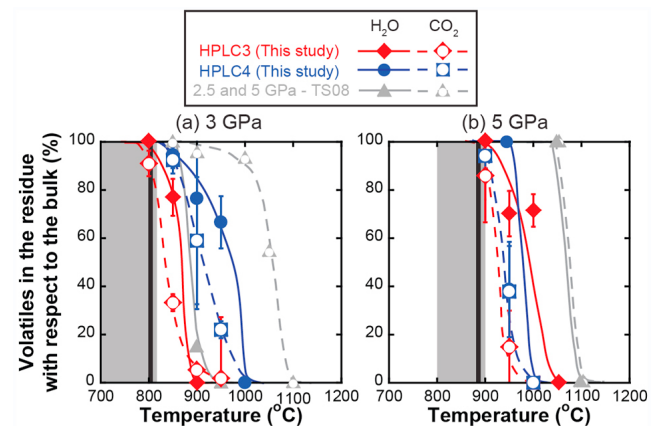 H₂O CO₂
HPLC3 (This study)
HPLC4 (This study)
2.5 and 5 GPa - TS08
(a) 3 GPa (b) 5 GPa
Volatiles in the residue
with respect to the bulk (%)
100 100
80 80
60 60
40 40
20 20
0 0
700 800 900 1000 1100 1200 800 900 1000 1100 1200
Temperature (°C) Temperature (°C)